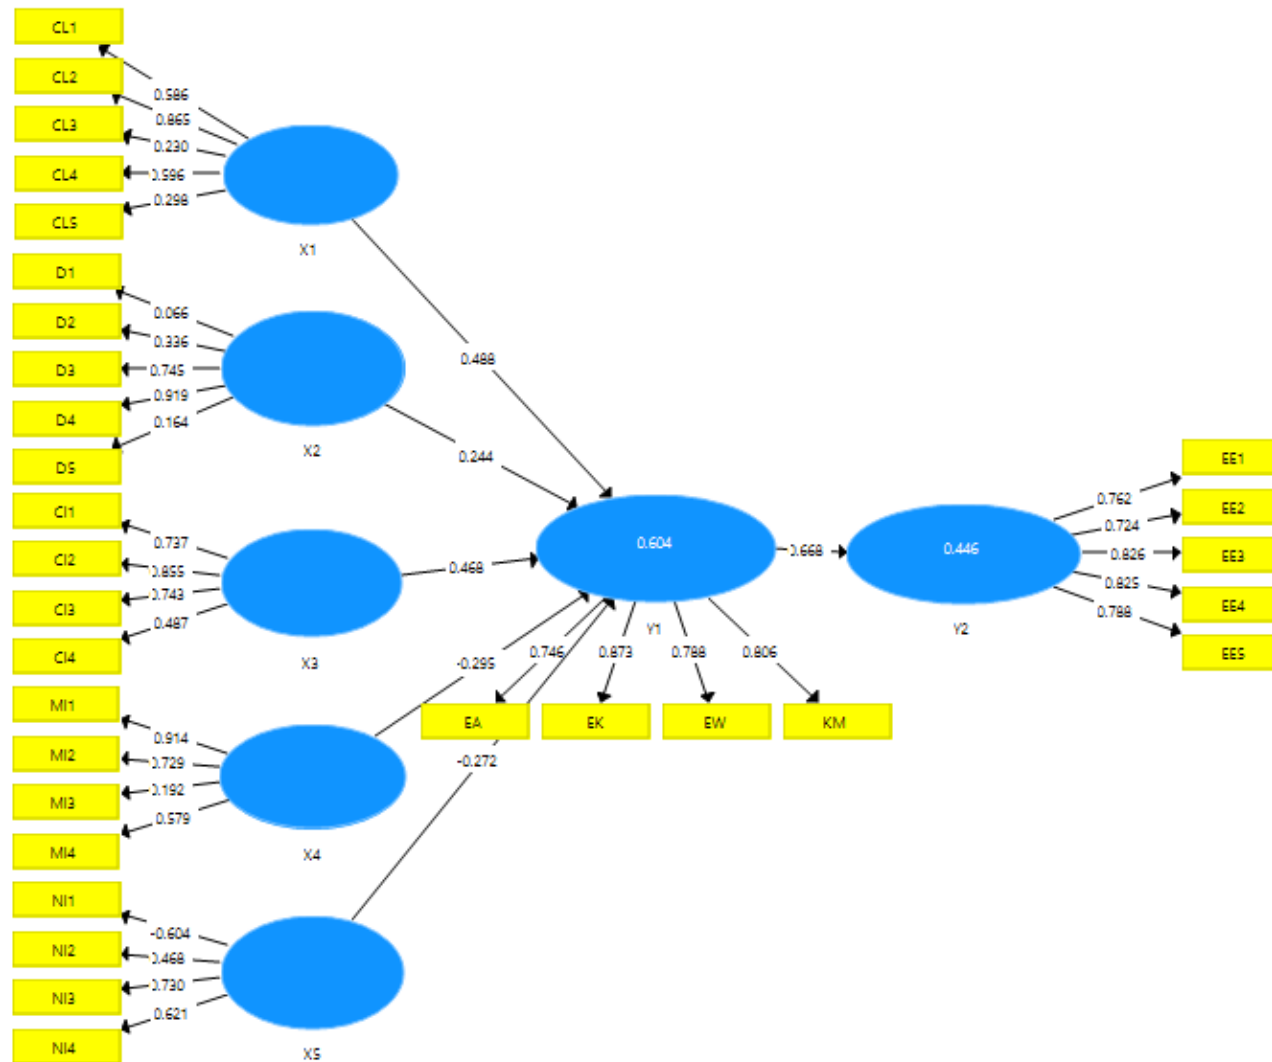 CL1
CL2
CL3
CL4
CL5
0.586
0.865
0.230
0.596
0.298
X1
D1
D2
D3
D4
D5
0.066
0.336
0.745
0.919
0.164
X2
CI1
CI2
CI3
CI4
0.737
0.855
0.743
0.487
X3
MI1
MI2
MI3
MI4
0.914
0.729
0.192
0.579
X4
NI1
NI2
NI3
NI4
-0.604
0.468
0.730
0.621
X5
0.488
0.244
0.468
-0.295
-0.272
0.604
Y1
0.746
0.873
0.788
0.806
EA
EK
EW
KM
0.668
0.446
Y2
0.762
0.724
0.826
0.825
0.788
EE1
EE2
EE3
EE4
EE5